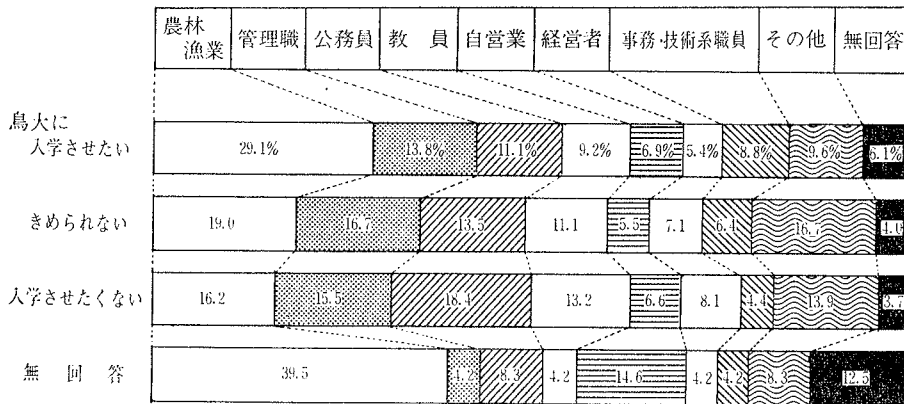 農林漁業 管理職 公務員 教員 自営業 経営者 事務・技術系職員 その他 無回答
鳥大に入学させたい 29.1% 13.8% 11.1% 9.2% 6.9% 5.4% 8.8% 9.6% 6.1%
きめられない 19.0 16.7 13.5 11.1 5.5 7.1 6.4 16.7 4.0
入学させたくない 16.2 15.5 18.4 13.2 6.6 8.1 4.4 13.9 3.7
無回答 39.5 4.2 8.3 4.2 14.6 4.2 4.2 8.3 12.5